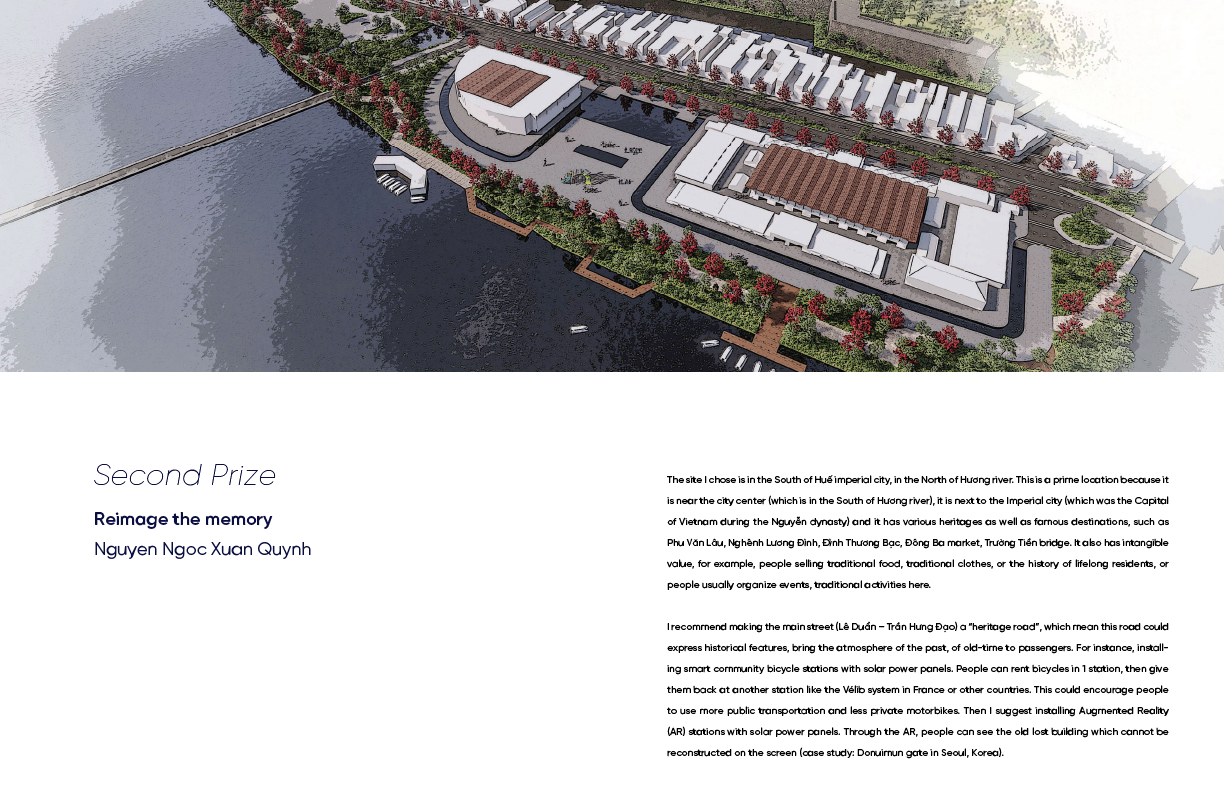 Second Prize
Reimage the memory
Nguyen Ngoc Xuan Quynh
The site I chose is in the South of Huế imperial city, in the North of Hương river. This is a prime location because it
is near the city center (which is in the South of Hương river), it is next to the Imperial city (which was the Capital
of Vietnam during the Nguyễn dynasty) and it has various heritages as well as famous destinations, such as
Phu Văn Lâu, Nghênh Lương Đình, Đình Thương Bạc, Đông Ba market, Trường Tiền bridge. It also has intangible
value, for example, people selling traditional food, traditional clothes, or the history of lifelong residents, or
people usually organize events, traditional activities here.
I recommend making the main street (Lê Duẩn – Trần Hưng Đạo) a "heritage road", which mean this road could
express historical features, bring the atmosphere of the past, of old-time to passengers. For instance, install-
ing smart community bicycle stations with solar power panels. People can rent bicycles in 1 station, then give
them back at another station like the Vélib system in France or other countries. This could encourage people
to use more public transportation and less private motorbikes. Then I suggest installing Augmented Reality
(AR) stations with solar power panels. Through the AR, people can see the old lost building which cannot be
reconstructed on the screen (case study: Donuimun gate in Seoul, Korea).